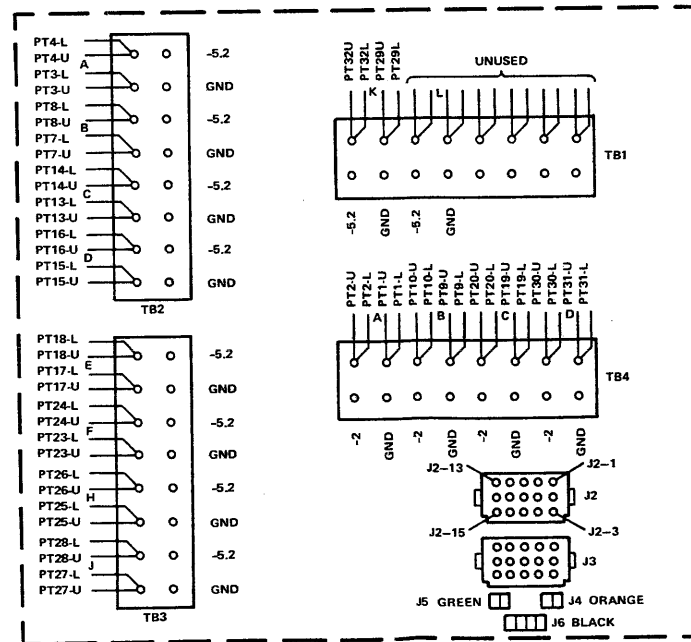 PT4-L
PT4-U
A
-5.2
PT3-L
PT3-U
GND
PT8-L
PT8-U
B
-5.2
PT7-L
PT7-U
GND
PT14-L
PT14-U
C
-5.2
PT13-L
PT13-U
GND
PT16-L
PT16-U
D
-5.2
PT15-L
PT15-U
GND
TB2
PT18-L
PT18-U
E
-5.2
PT17-L
PT17-U
GND
PT24-L
PT24-U
F
-5.2
PT23-L
PT23-U
GND
PT26-L
PT26-U
H
-5.2
PT25-L
PT25-U
GND
PT28-L
PT28-U
J
-5.2
PT27-L
PT27-U
GND
TB3
PT32U
PT32L
K
PT29U
PT29L
UNUSED
L
TB1
-5.2
GND
-5.2
GND
PT2-U
PT2-L
A
PT1-U
PT1-L
PT10-U
PT10-L
B
PT9-U
PT9-L
PT20-U
PT20-L
C
PT19-U
PT19-L
PT30-U
PT30-L
D
PT31-U
PT31-L
TB4
-2
GND
-2
GND
-2
GND
-2
GND
J2-13
J2-1
J2
J2-15
J2-3
J3
J5 GREEN
J4 ORANGE
J6 BLACK